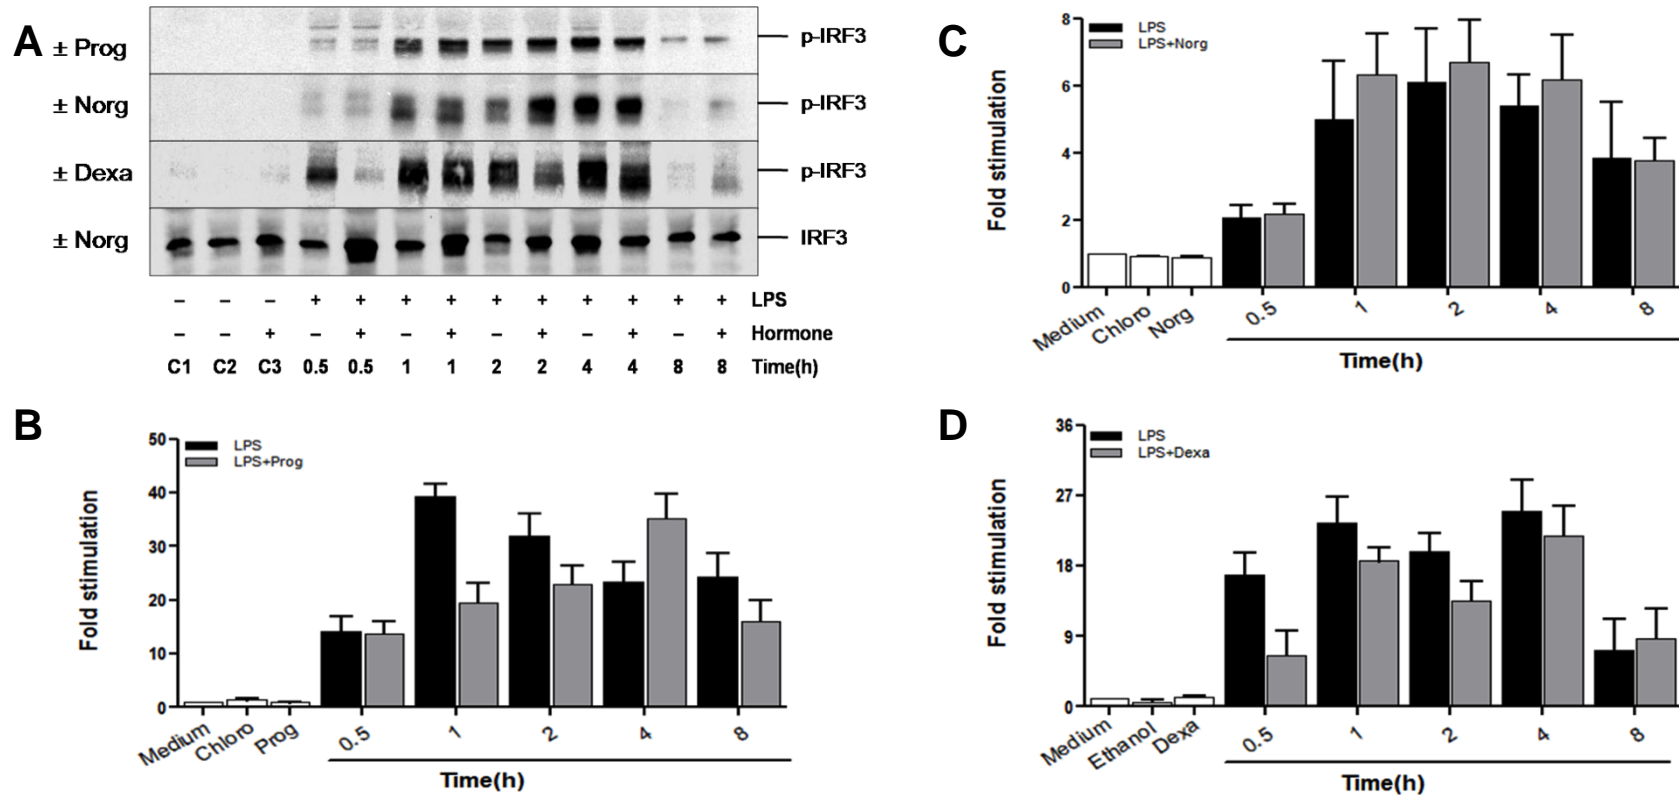 A
± Prog
p-IRF3
± Norg
p-IRF3
± Dexa
p-IRF3
± Norg
IRF3
– – – + + + + + + + + + + LPS
– – + – + – + – + – + – + Hormone
C1 C2 C3 0.5 0.5 1 1 2 2 4 4 8 8 Time(h)
B
LPS
LPS+Prog
Fold stimulation
50
40
30
20
10
0
Medium Chloro Prog 0.5 1 2 4 8
Time(h)
C
LPS
LPS+Norg
Fold stimulation
8
6
4
2
0
Medium Chloro Norg 0.5 1 2 4 8
Time(h)
D
LPS
LPS+Dexa
Fold stimulation
36
27
18
9
0
Medium Ethanol Dexa 0.5 1 2 4 8
Time(h)